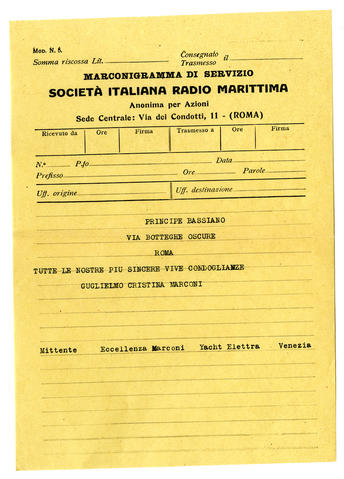 Mod. N. 5.
Somma riscossa Lit. Consegnato il
Trasmesso
MARCONIGRAMMA DI SERVIZIO
SOCIETÀ ITALIANA RADIO MARITTIMA
Anonima per Azioni
Sede Centrale: Via dei Condotti, 11 - (ROMA)
Ricevuto da Ore Firma Trasmesso a Ore Firma
N.º P.fo Data
Prefisso Ore Parole
Uff. origine Uff. destinazione
PRINCIPE BASSIANO
VIA BOTTEGHE OSCURE
ROMA
TUTTE LE NOSTRE PIU SINCERE VIVE CONDOGLIANZE
GUGLIELMO CRISTINA MARCONI
Mittente Eccellenza Marconi Yacht Elettra Venezia